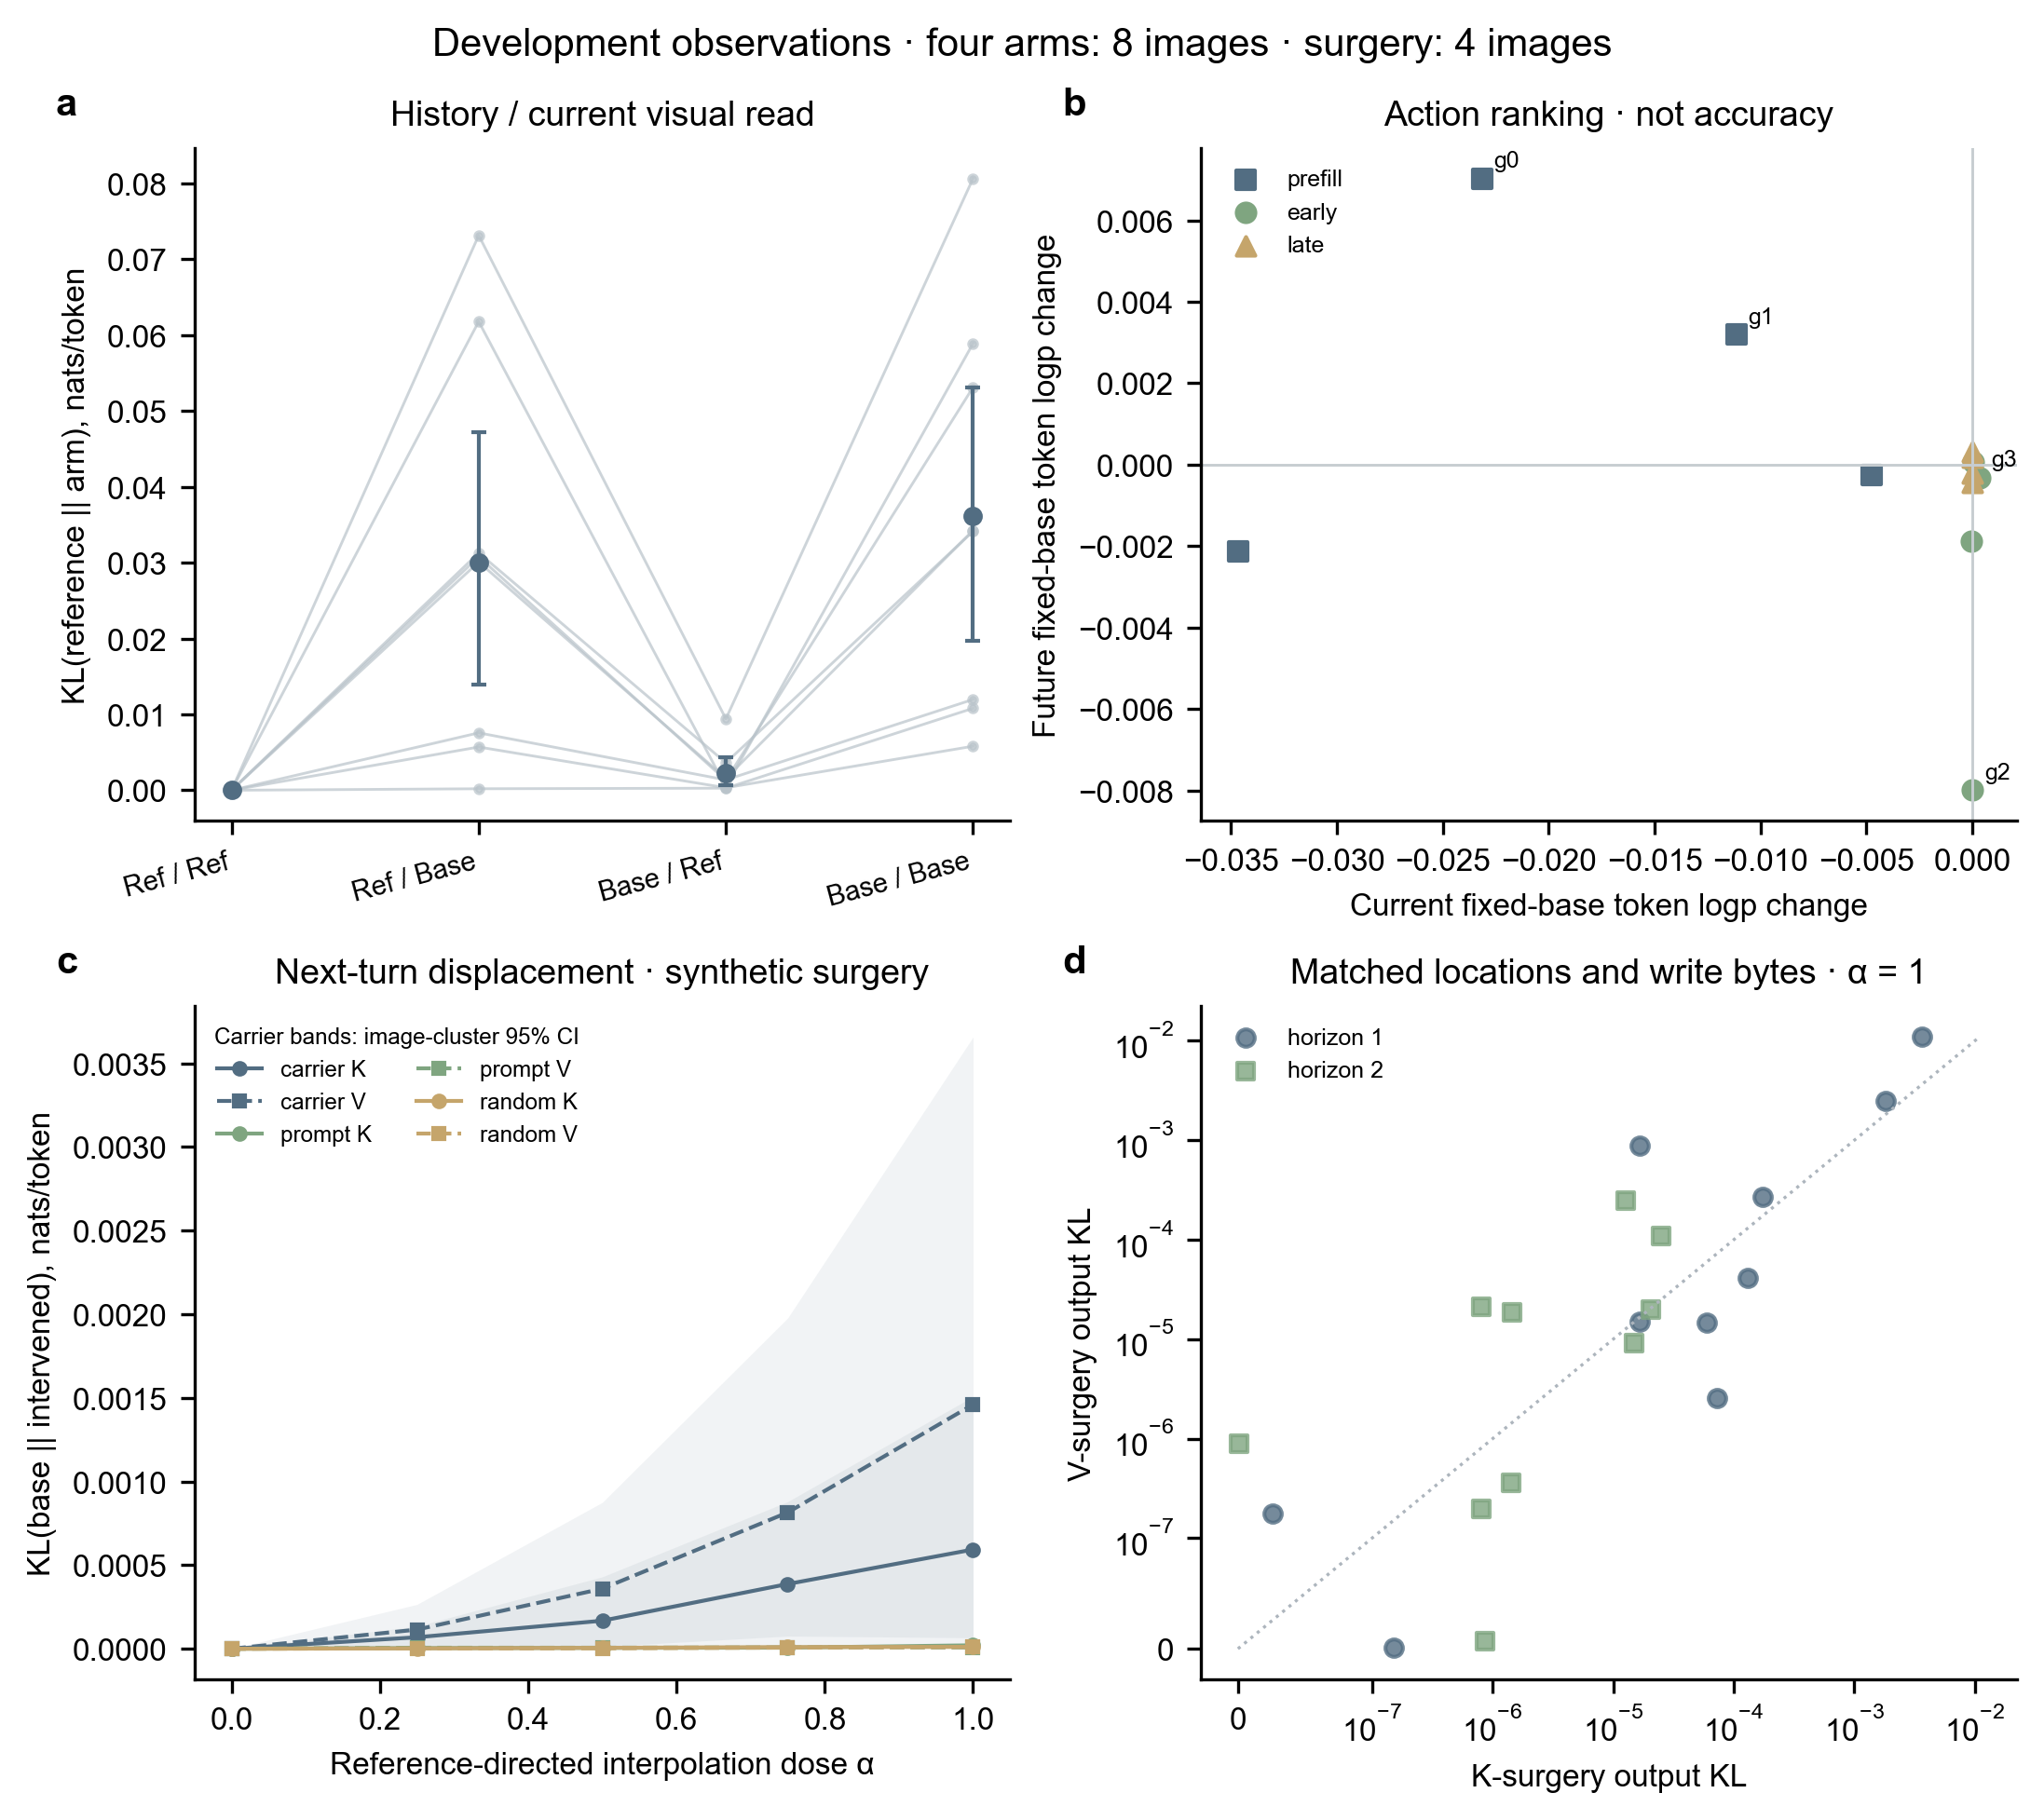 Development observations · four arms: 8 images · surgery: 4 images
a
History / current visual read
KL(reference || arm), nats/token
0.08
0.07
0.06
0.05
0.04
0.03
0.02
0.01
0.00
Ref / Ref
Ref / Base
Base / Ref
Base / Base
b
Action ranking · not accuracy
Future fixed-base token logp change
prefill
early
late
g0
g1
g3
g2
0.006
0.004
0.002
0.000
−0.002
−0.004
−0.006
−0.008
−0.035 −0.030 −0.025 −0.020 −0.015 −0.010 −0.005 0.000
Current fixed-base token logp change
c
Next-turn displacement · synthetic surgery
KL(base || intervened), nats/token
Carrier bands: image-cluster 95% CI
carrier K
carrier V
prompt K
prompt V
random K
random V
0.0035
0.0030
0.0025
0.0020
0.0015
0.0010
0.0005
0.0000
0.0 0.2 0.4 0.6 0.8 1.0
Reference-directed interpolation dose α
d
Matched locations and write bytes · α = 1
V-surgery output KL
horizon 1
horizon 2
10⁻²
10⁻³
10⁻⁴
10⁻⁵
10⁻⁶
10⁻⁷
0
0 10⁻⁷ 10⁻⁶ 10⁻⁵ 10⁻⁴ 10⁻³ 10⁻²
K-surgery output KL